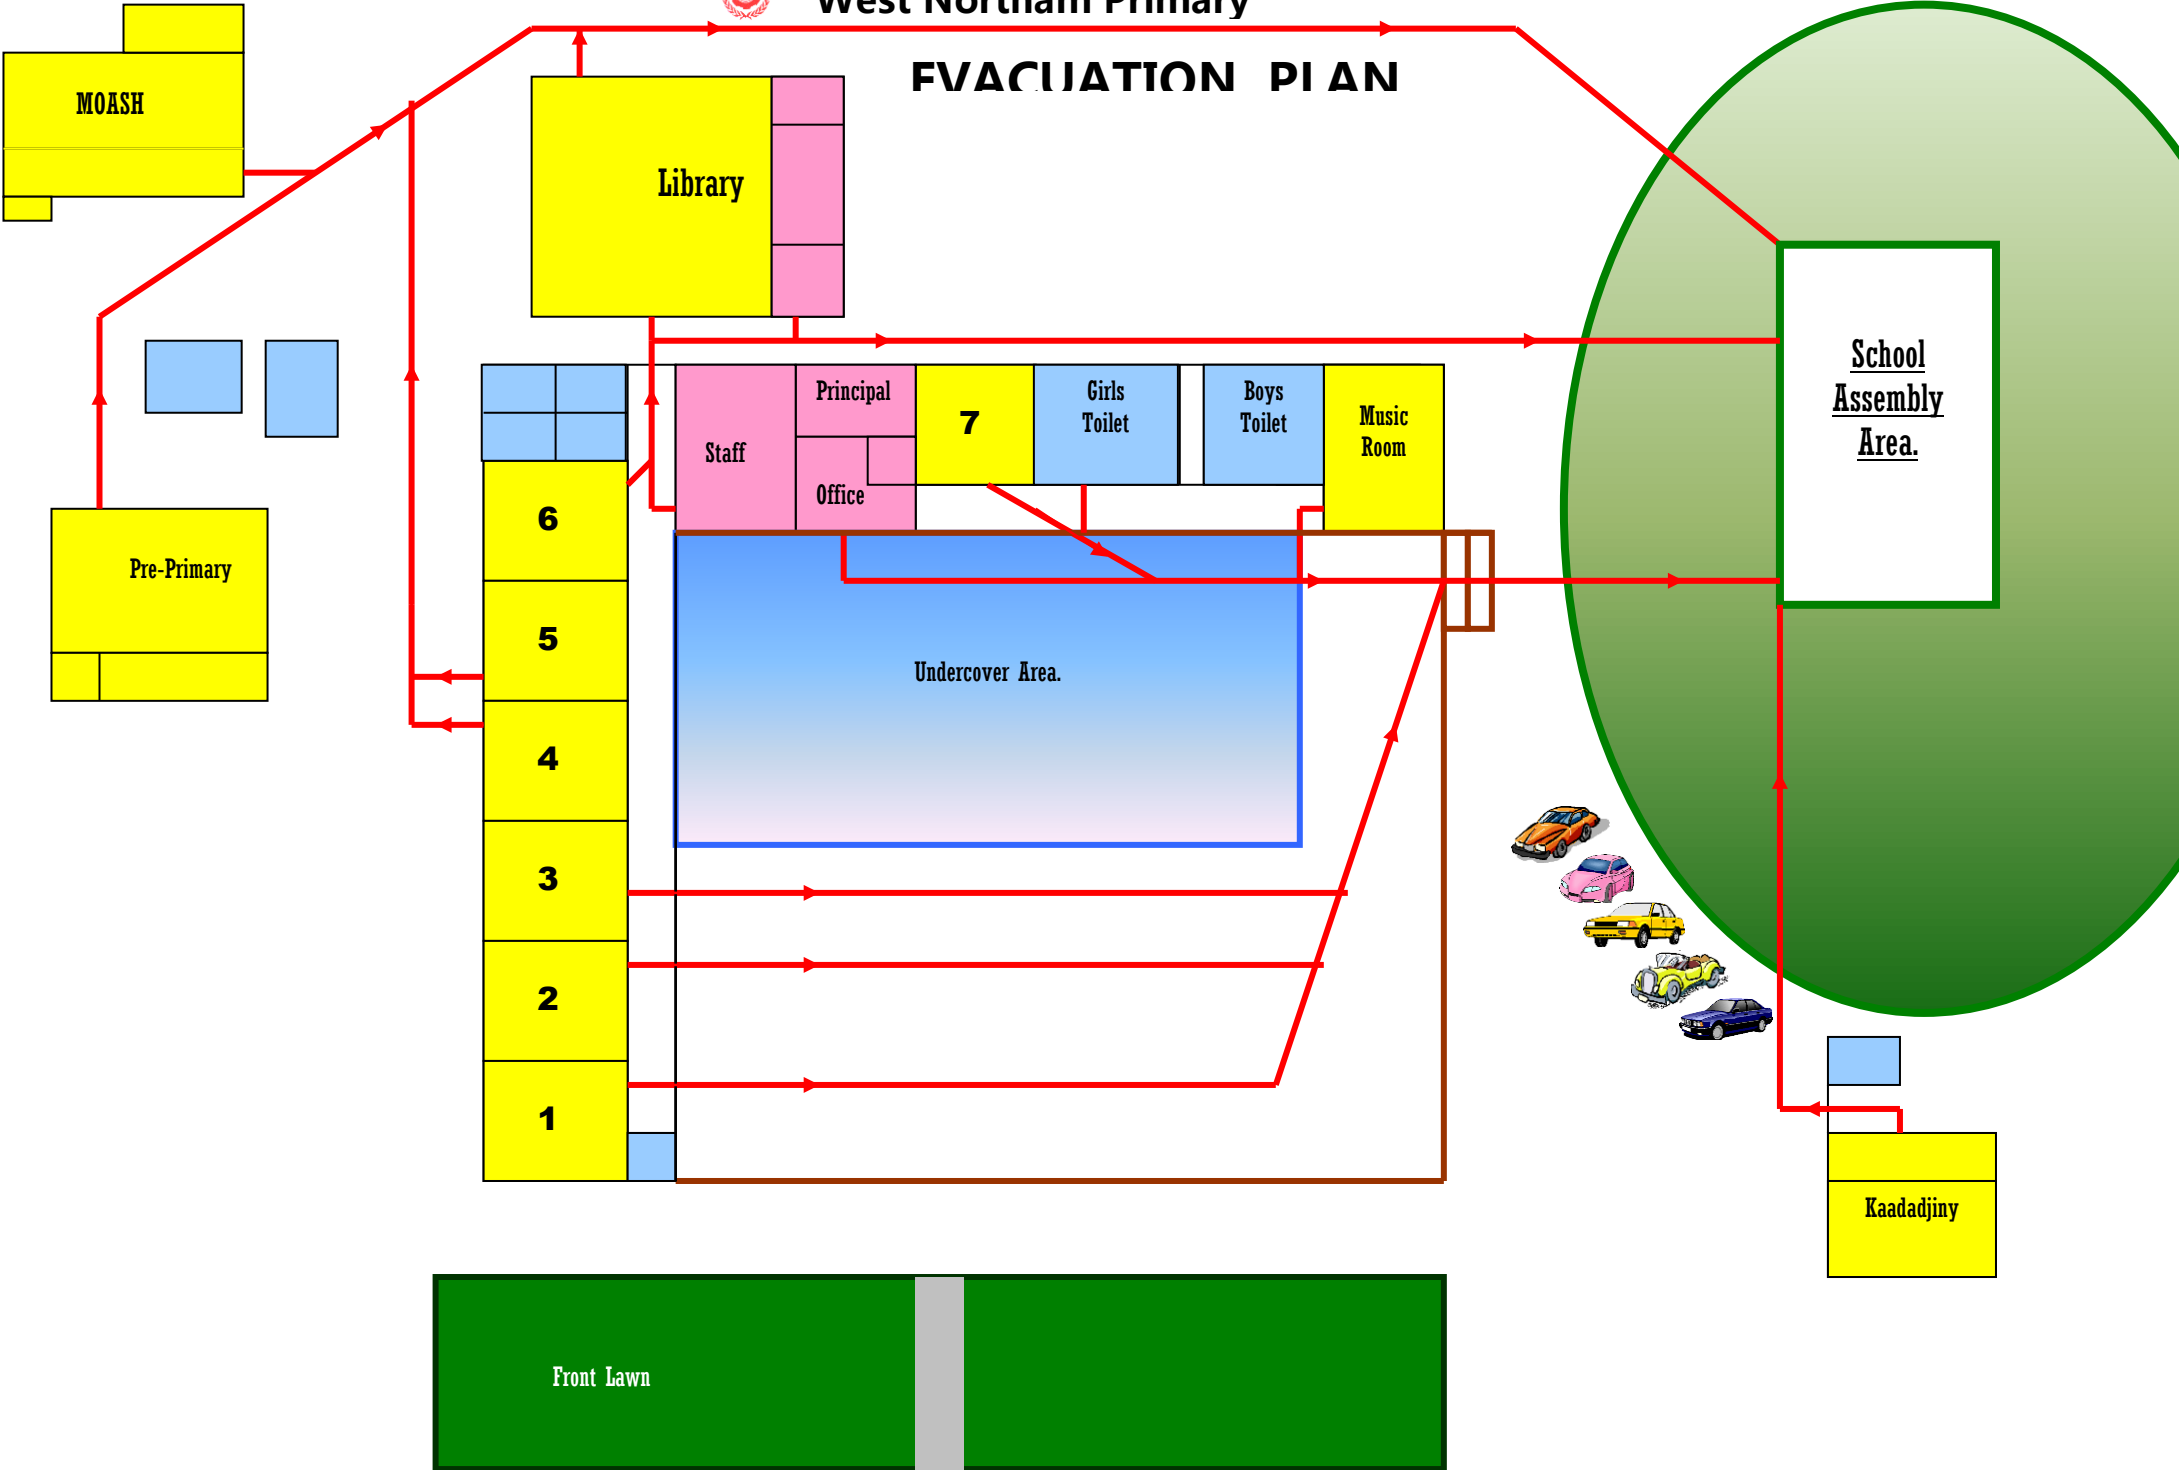 West Northam Primary
EVACUATION PLAN
MOASH
Library
School
Assembly
Area.
Staff
Principal
Office
7
Girls
Toilet
Boys
Toilet
Music
Room
6
Pre-Primary
5
Undercover Area.
4
3
2
1
Kaadadjiny
Front Lawn